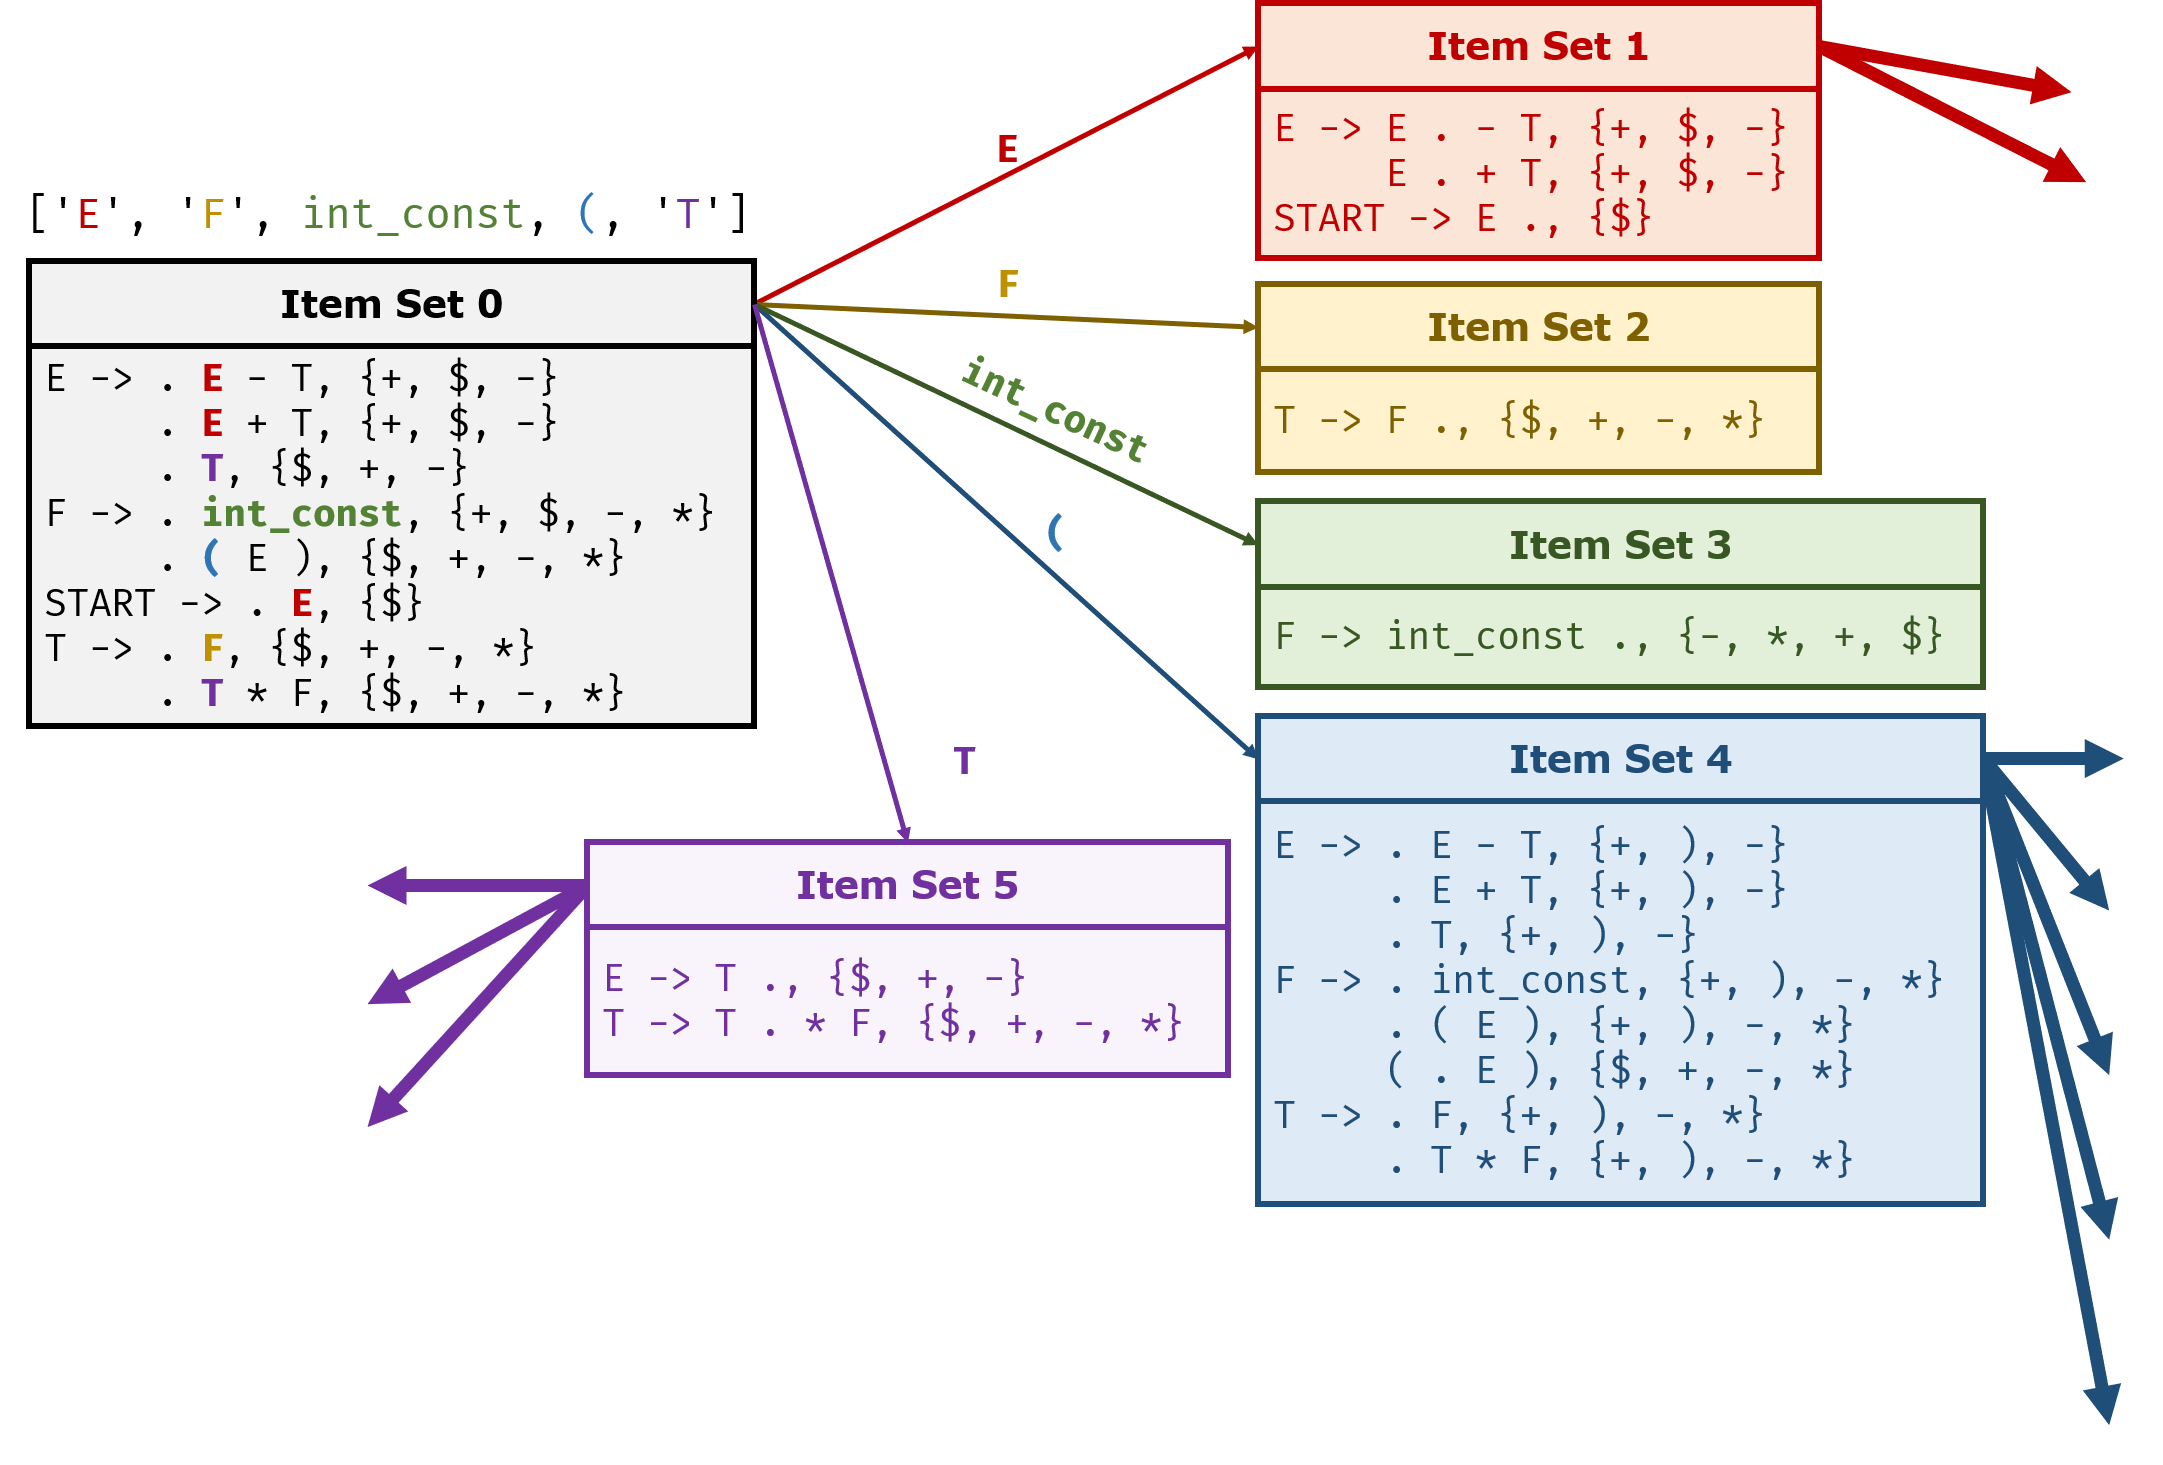 ['E', 'F', int_const, (, 'T']
Item Set 0
E -> . E - T, {+, $, -}
. E + T, {+, $, -}
. T, {$, +, -}
F -> . int_const, {+, $, -, *}
. ( E ), {$, +, -, *}
START -> . E, {$}
T -> . F, {$, +, -, *}
. T * F, {$, +, -, *}
E
F
int_const
(
T
Item Set 1
E -> E . - T, {+, $, -}
E . + T, {+, $, -}
START -> E ., {$}
Item Set 2
T -> F ., {$, +, -, *}
Item Set 3
F -> int_const ., {-, *, +, $}
Item Set 4
E -> . E - T, {+, ), -}
. E + T, {+, ), -}
. T, {+, ), -}
F -> . int_const, {+, ), -, *}
. ( E ), {+, ), -, *}
( . E ), {$, +, -, *}
T -> . F, {+, ), -, *}
. T * F, {+, ), -, *}
Item Set 5
E -> T ., {$, +, -}
T -> T . * F, {$, +, -, *}